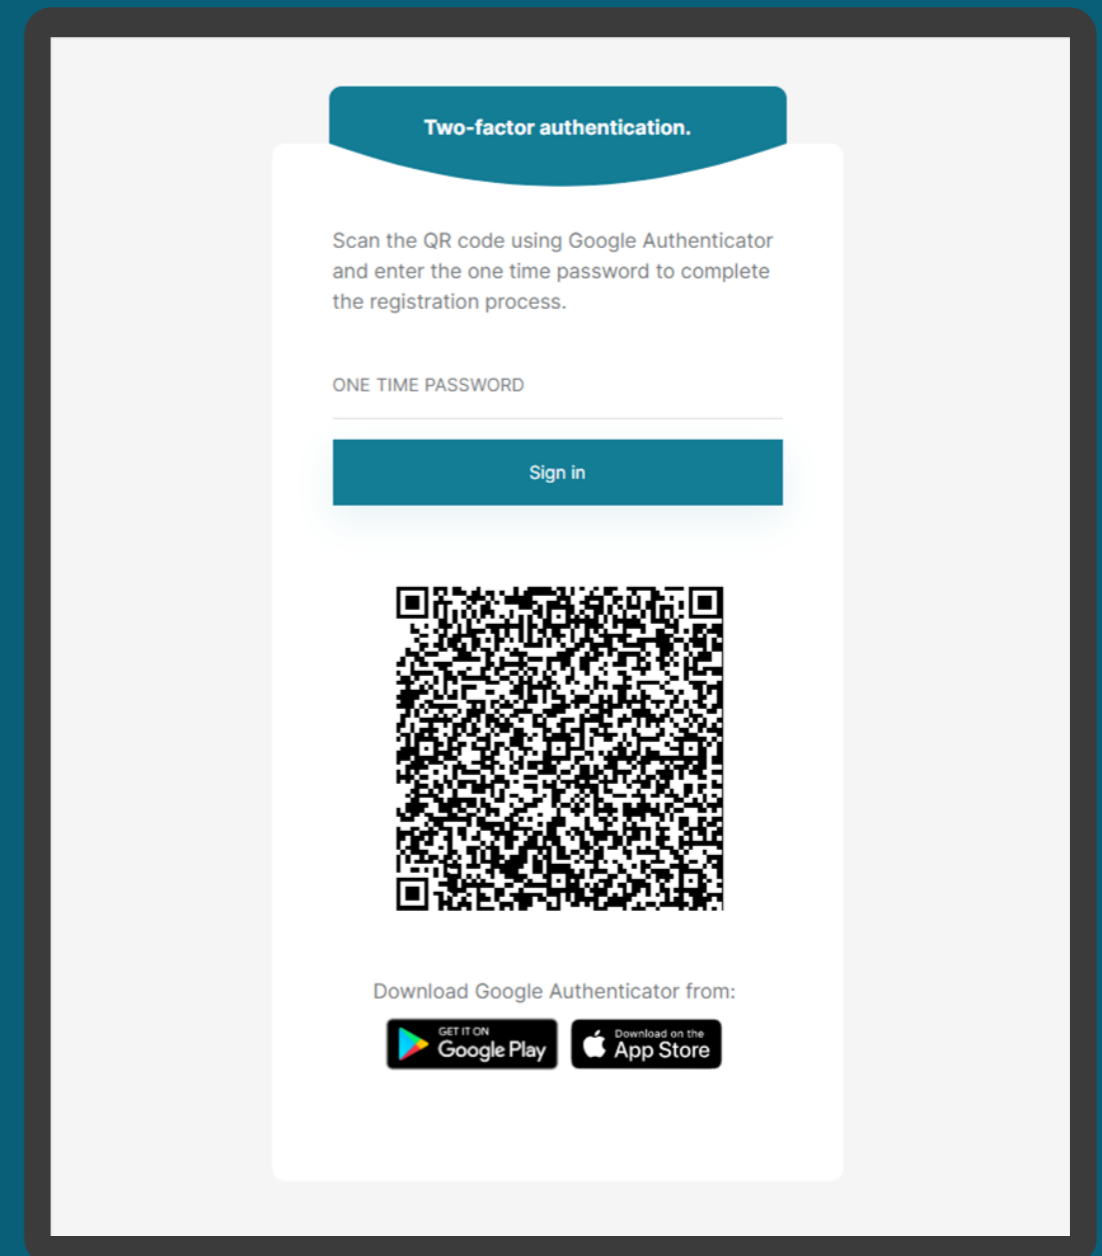 Two-factor authentication.
Scan the QR code using Google Authenticator
and enter the one time password to complete
the registration process.
ONE TIME PASSWORD
Sign in
Download Google Authenticator from:
GET IT ON
Google Play
Download on the
App Store